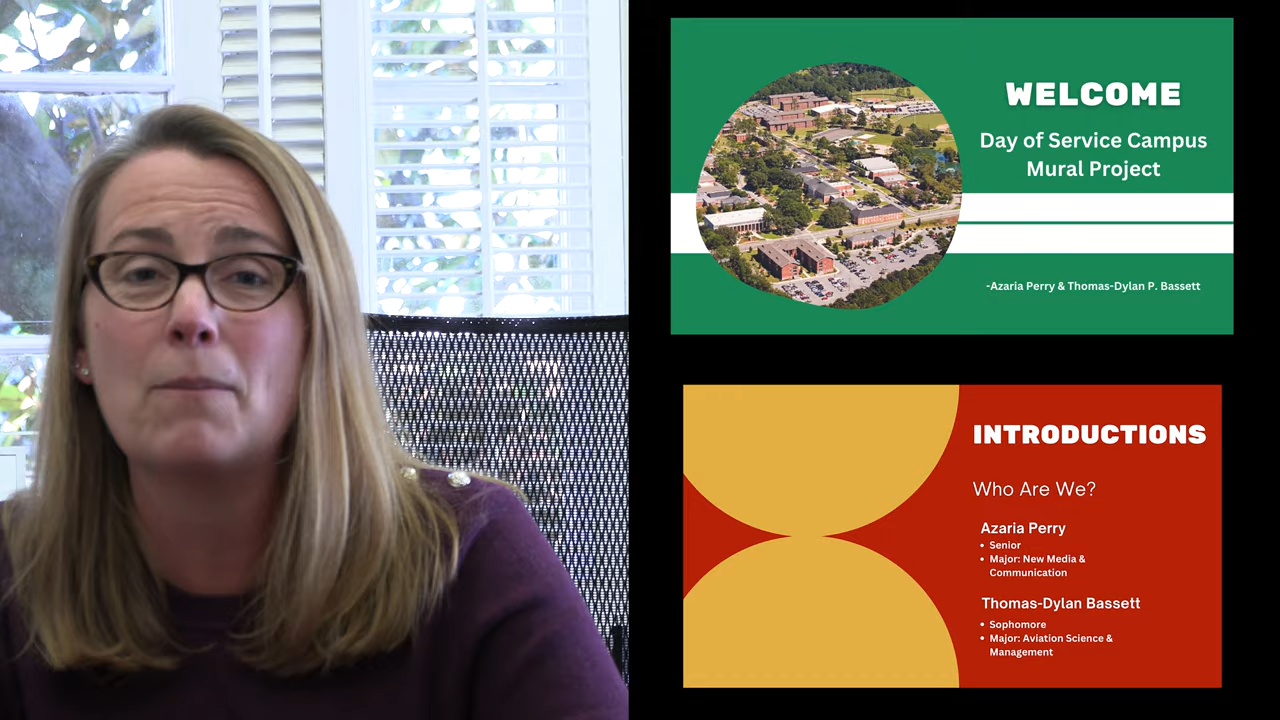 WELCOME
Day of Service Campus
Mural Project
-Azaria Perry & Thomas-Dylan P. Bassett
INTRODUCTIONS
Who Are We?
Azaria Perry
• Senior
• Major: New Media &
Communication
Thomas-Dylan Bassett
• Sophomore
• Major: Aviation Science &
Management